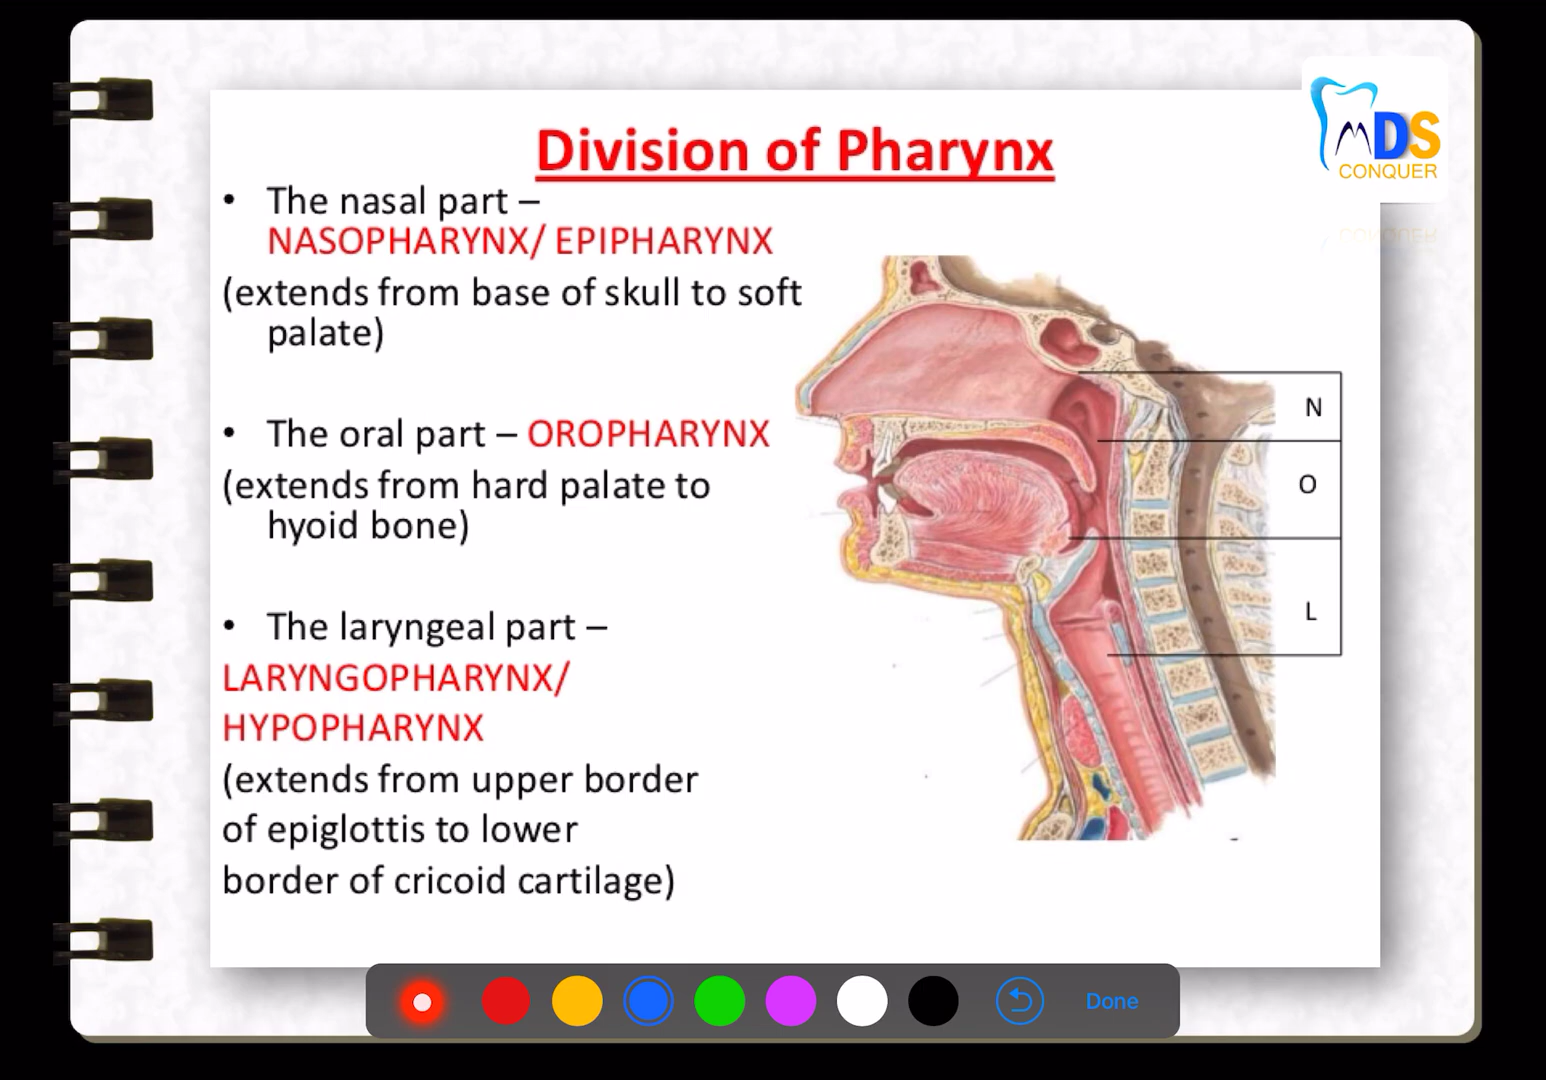 Division of Pharynx
MDS
CONQUER
• The nasal part –
NASOPHARYNX/ EPIPHARYNX
(extends from base of skull to soft
palate)
• The oral part – OROPHARYNX
(extends from hard palate to
hyoid bone)
• The laryngeal part –
LARYNGOPHARYNX/
HYPOPHARYNX
(extends from upper border
of epiglottis to lower
border of cricoid cartilage)
N
O
L
Done